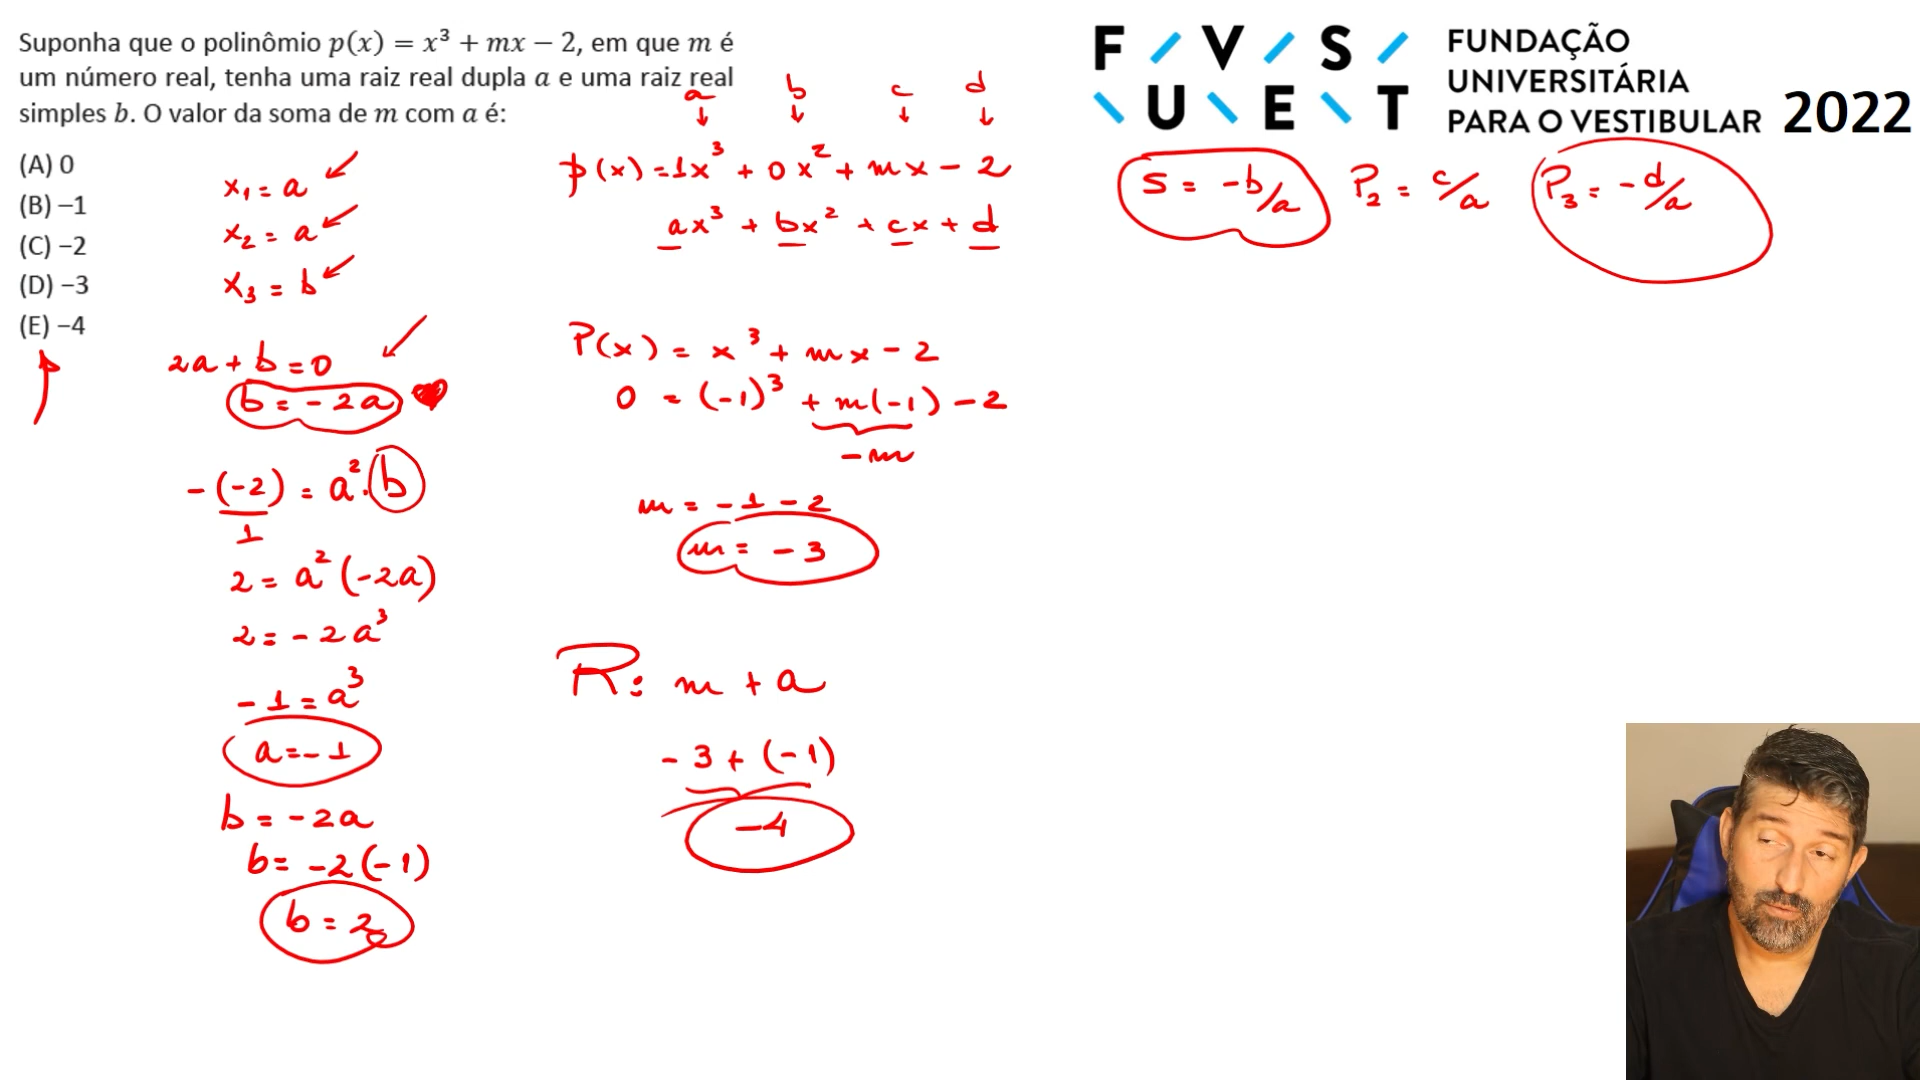 Suponha que o polinômio p(x) = x³ + mx − 2, em que m é
um número real, tenha uma raiz real dupla a e uma raiz real
simples b. O valor da soma de m com a é:
(A) 0
(B) −1
(C) −2
(D) −3
(E) −4
x₁ = a
x₂ = a
x₃ = b
2a + b = 0
b = -2a
-(-2) = a². b
1
2 = a² (-2a)
2 = -2a³
-1 = a³
a = -1
b = -2a
b = -2(-1)
b = 2
a b c d
p(x) = 1x³ + 0x² + mx - 2
ax³ + bx² + cx + d
P(x) = x³ + mx - 2
0 = (-1)³ + m(-1) - 2
-m
m = -1 - 2
m = -3
R: m + a
-3 + (-1)
-4
FUVEST
FUNDAÇÃO
UNIVERSITÁRIA
PARA O VESTIBULAR 2022
S = -b/a P₂ = c/a P₃ = -d/a